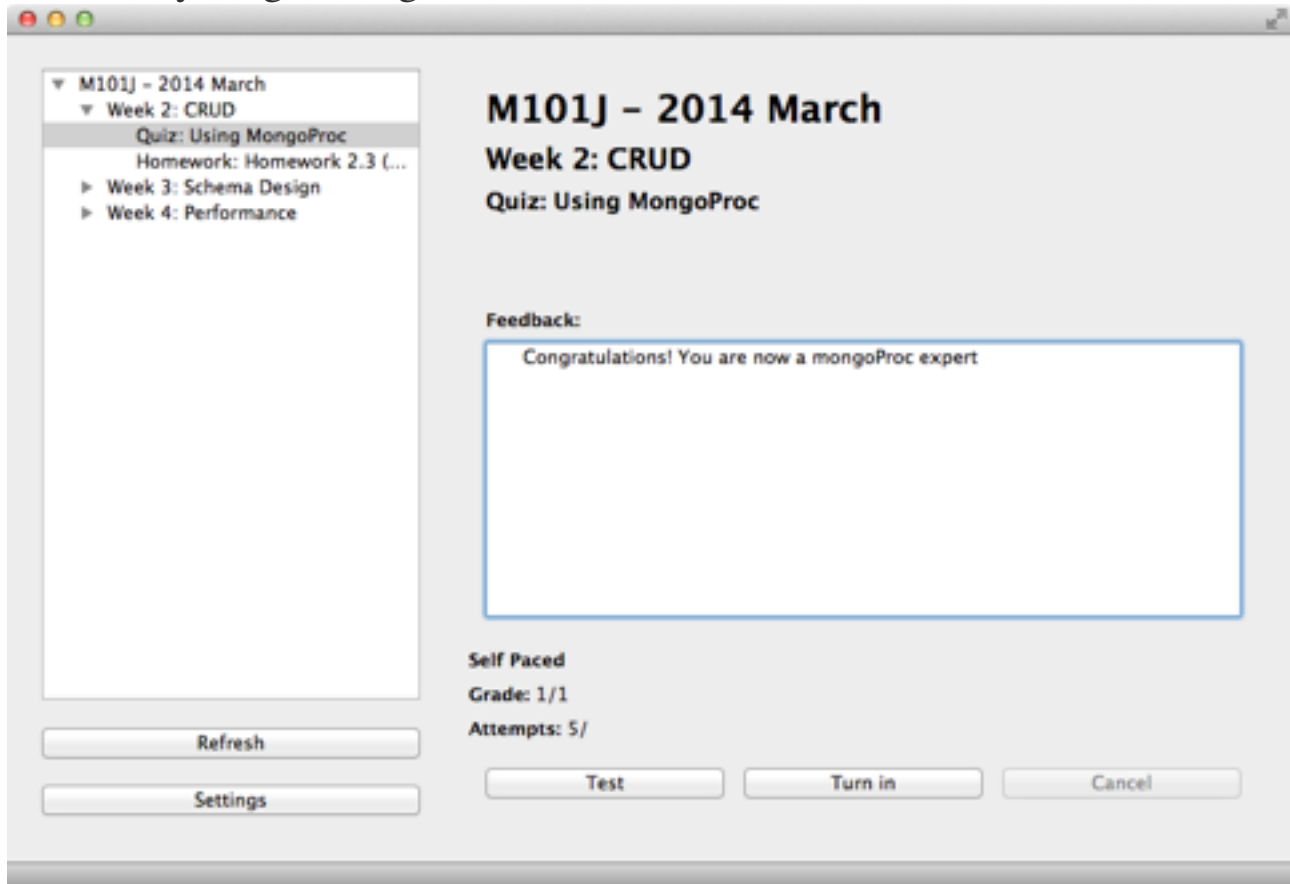 M101J – 2014 March
Week 2: CRUD
Quiz: Using MongoProc
Homework: Homework 2.3 (...
Week 3: Schema Design
Week 4: Performance
Refresh
Settings
M101J – 2014 March
Week 2: CRUD
Quiz: Using MongoProc
Feedback:
Congratulations! You are now a mongoProc expert
Self Paced
Grade: 1/1
Attempts: 5/
Test Turn in Cancel